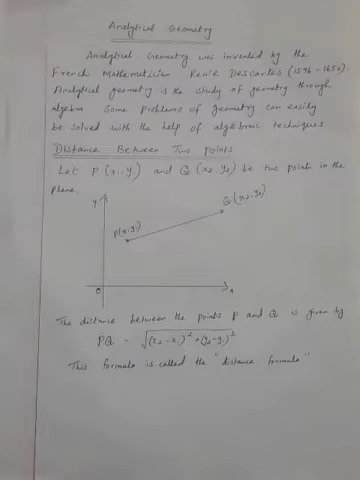 Analytical Geometry
Analytical Geometry was invented by the
French Mathematician Rene Descartes (1596-1650).
Analytical geometry is the study of geometry through
algebra Some problems of geometry can easily
be solved with the help of algebraic techniques
Distance Between Two points
Let P(x₁, y₁) and Q(x₂, y₂) be two points in the
plane.
y
Q(x₂, y₂)
P(x₁, y₁)
0
x
The distance between the points P and Q is given by
PQ = √(x₂-x₁)² + (y₂-y₁)²
This formula is called the "distance formula"